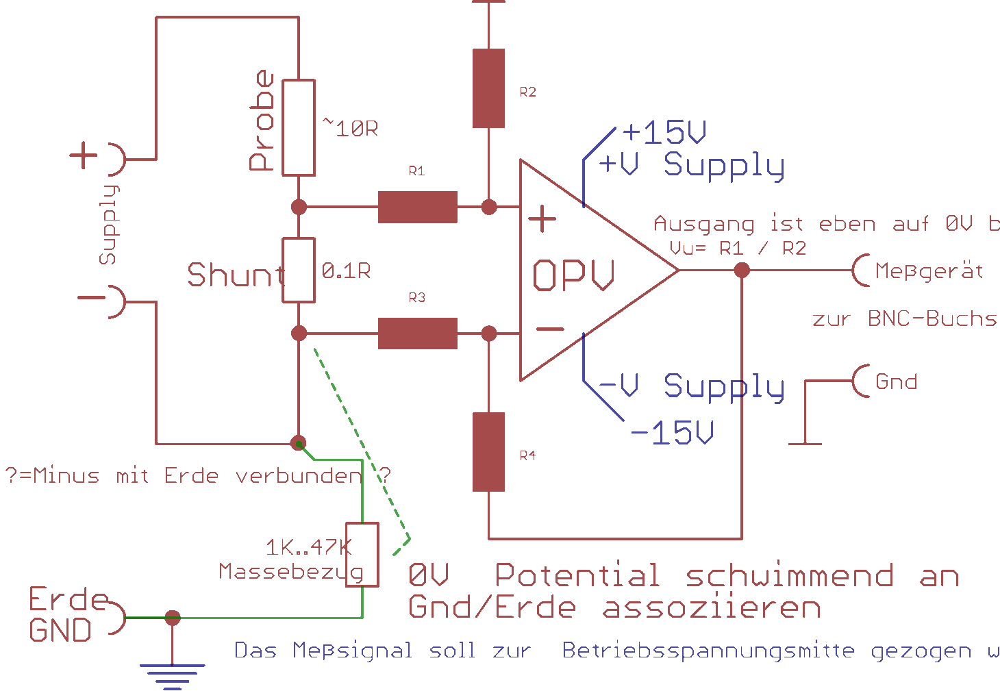 Probe
~10R
R2
+15V
+V Supply
R1
Supply
+
-
+
Ausgang ist eben auf 0V b
Vu= R1 / R2
Shunt
0.1R
OPV
Meßgerät
R3
zur BNC-Buchs
-
-V Supply
Gnd
-15V
R4
?=Minus mit Erde verbunden ?
1K..47K
Massebezug
0V Potential schwimmend an
Gnd/Erde assoziieren
Erde
GND
Das Meßsignal soll zur Betriebsspannungsmitte gezogen w